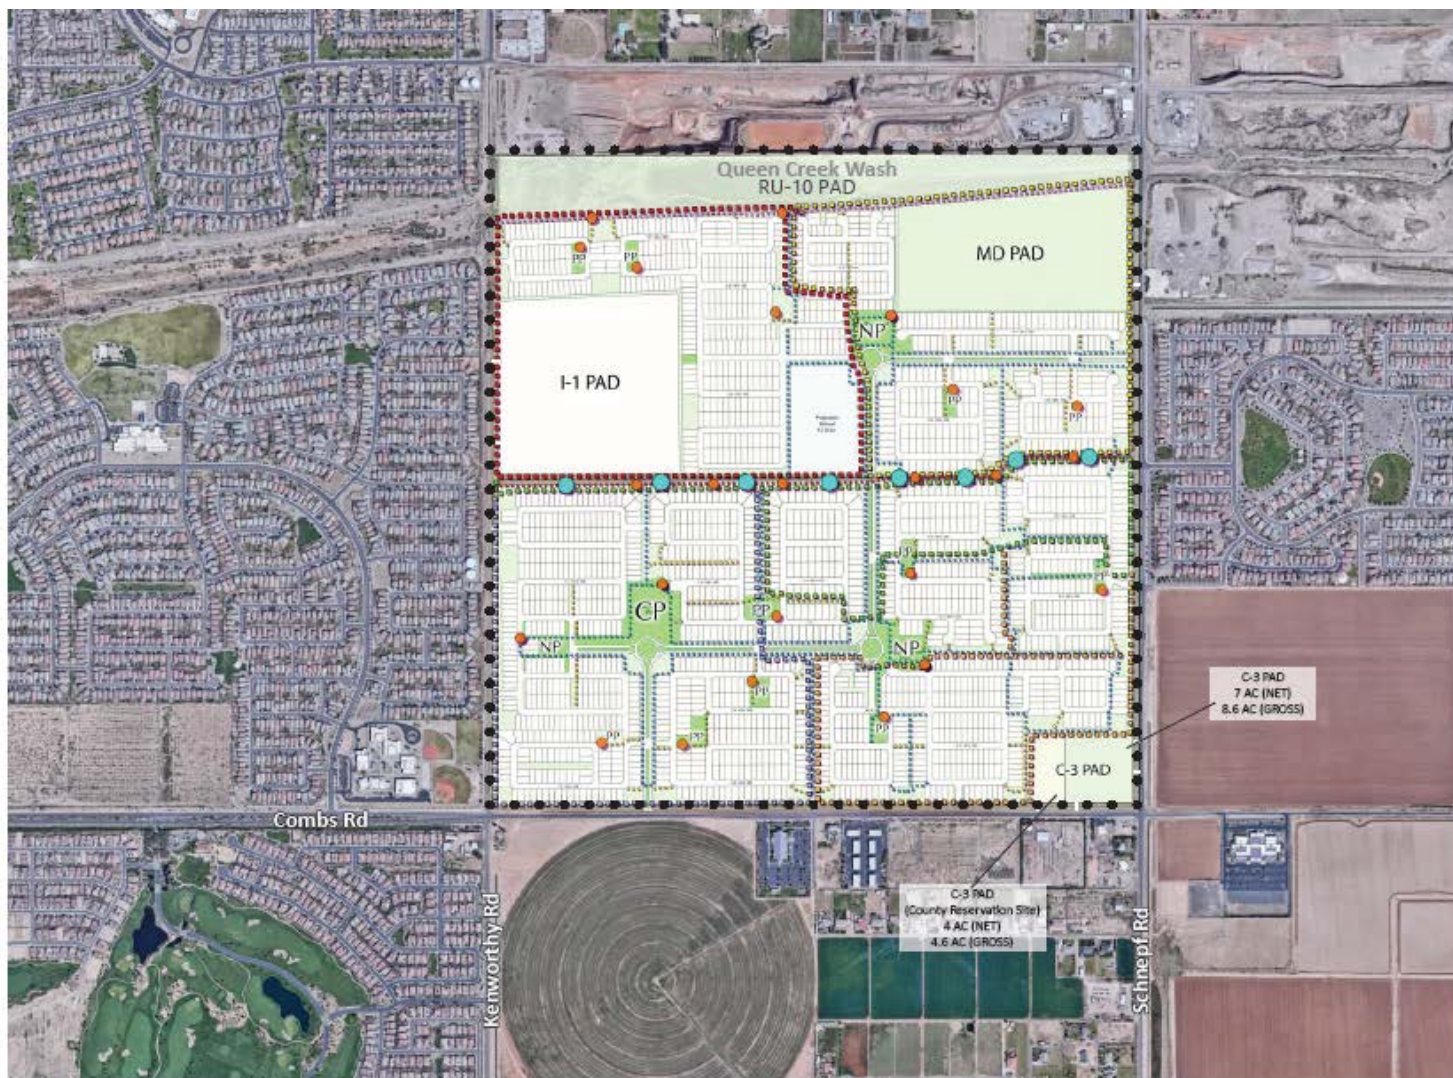 Queen Creek Wash
RU-10 PAD
MD PAD
PP
PP
NP
I-1 PAD
PP
PP
PP
CP
PP
NP
NP
PP
PP
PP
PP
C-3 PAD
7 AC (NET)
8.6 AC (GROSS)
C-3 PAD
Combs Rd
C-3 PAD
(County Reservation Site)
4 AC (NET)
4.6 AC (GROSS)
Kenworthy Rd
Schnepf Rd